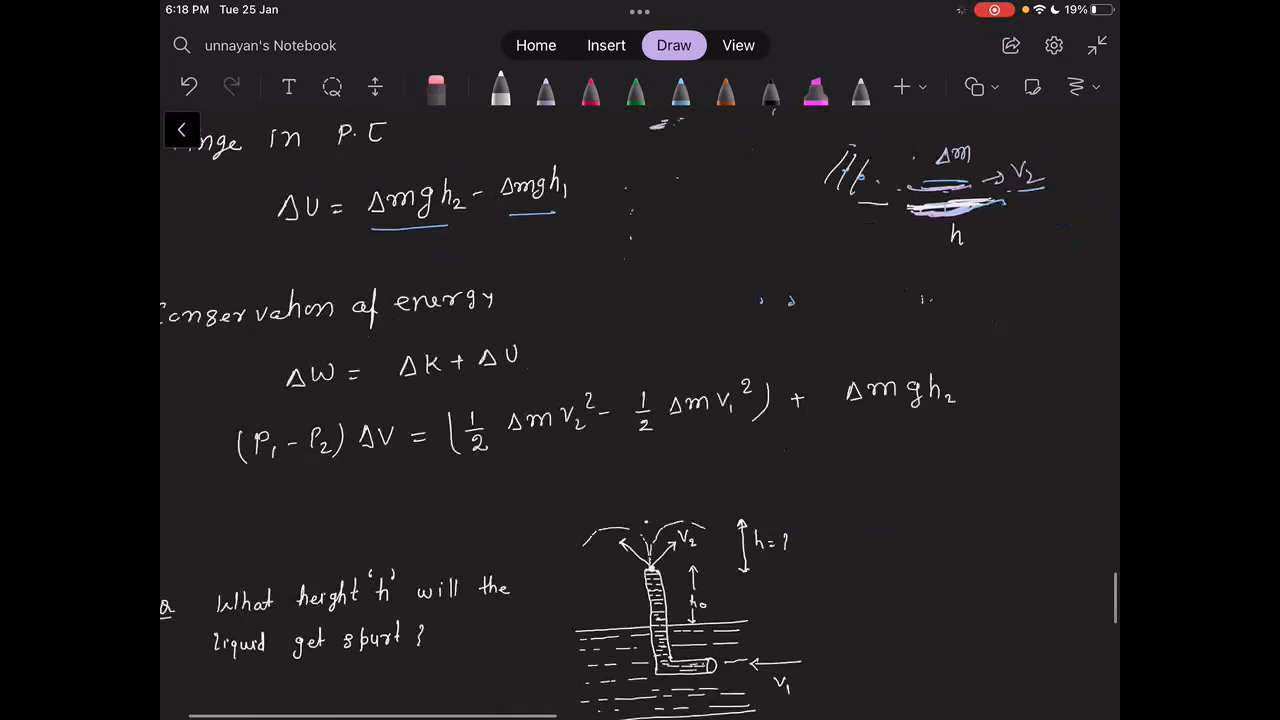 6:18 PM Tue 25 Jan
19%
unnayan's Notebook
Home Insert Draw View
nge in P.E
Δm
→ V₂
ΔU = Δmgh₂ - Δmgh₁
h
Conservation of energy
ΔW = ΔK + ΔU
(P₁ - P₂) ΔV = (1/2 Δm V₂² - 1/2 Δm V₁²) + Δmgh₂
V₂
h = ?
h₀
Q What height 'h' will the
liquid get spurt ?
V₁